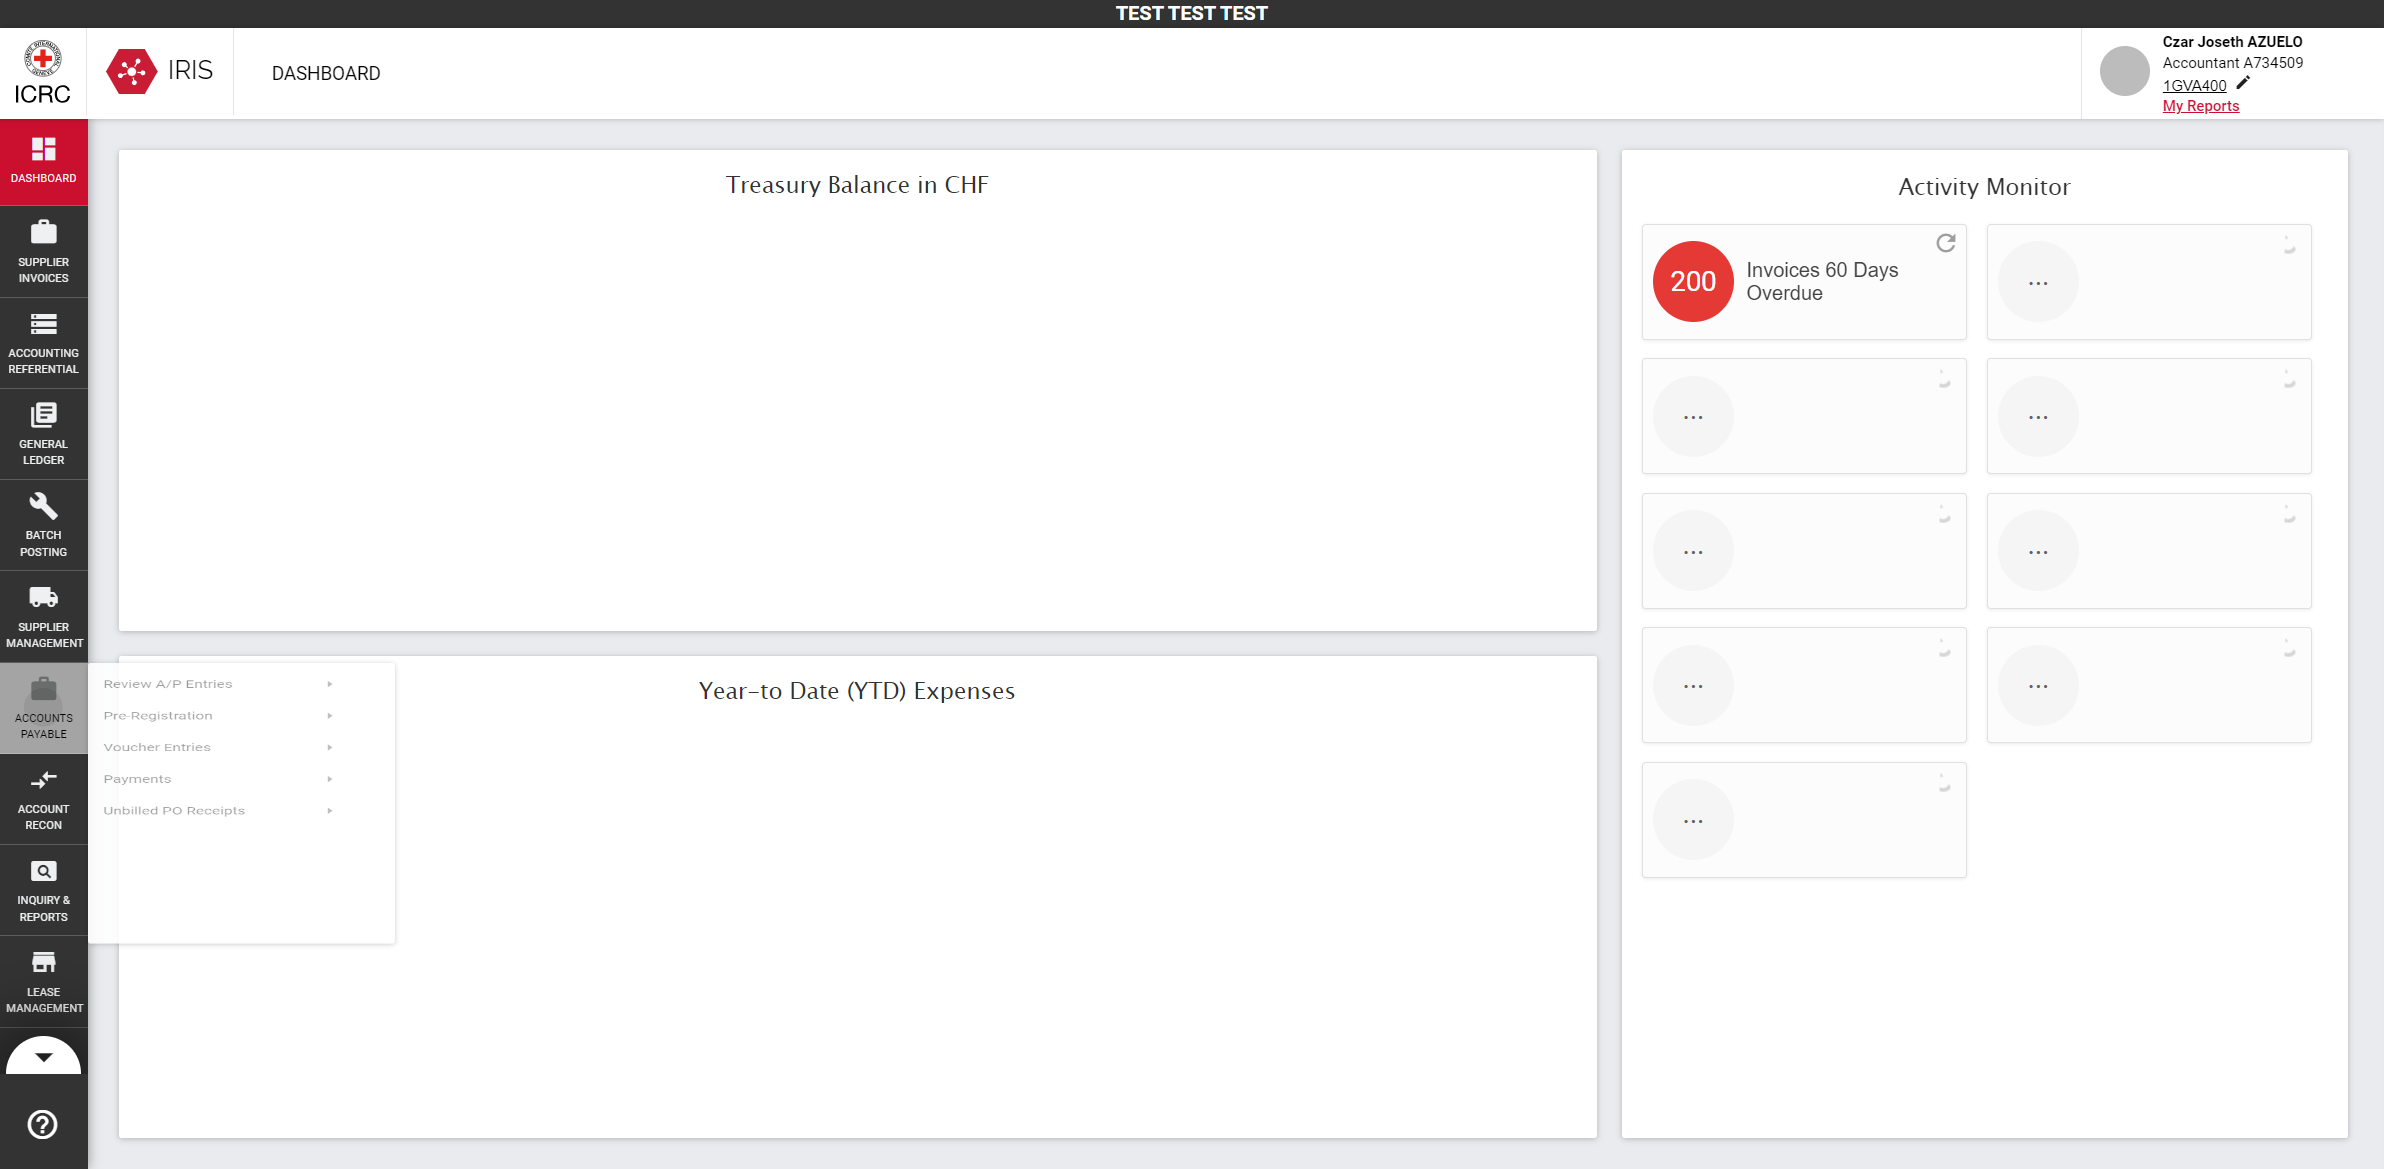 TEST TEST TEST
ICRC
IRIS
DASHBOARD
Czar Joseth AZUELO
Accountant A734509
1GVA400
My Reports
DASHBOARD
SUPPLIER
INVOICES
ACCOUNTING
REFERENTIAL
GENERAL
LEDGER
BATCH
POSTING
SUPPLIER
MANAGEMENT
ACCOUNTS
PAYABLE
ACCOUNT
RECON
INQUIRY &
REPORTS
LEASE
MANAGEMENT
Review A/P Entries
Pre-Registration
Voucher Entries
Payments
Unbilled PO Receipts
Treasury Balance in CHF
Year-to Date (YTD) Expenses
Activity Monitor
200
Invoices 60 Days
Overdue
...
...
...
...
...
...
...
...